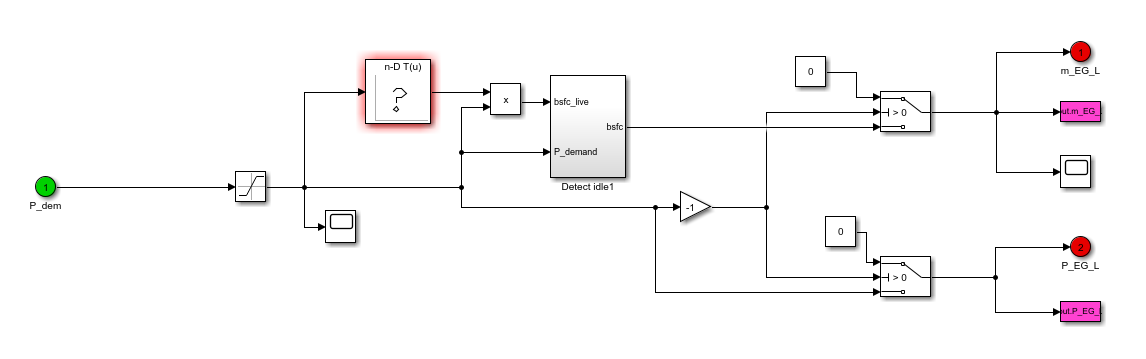 n-D T(u)
?
x
bsfc_live
P_demand
bsfc
Detect idle1
0
> 0
1
m_EG_L
ut.m_EG_
1
P_dem
-1
0
> 0
2
P_EG_L
ut.P_EG_